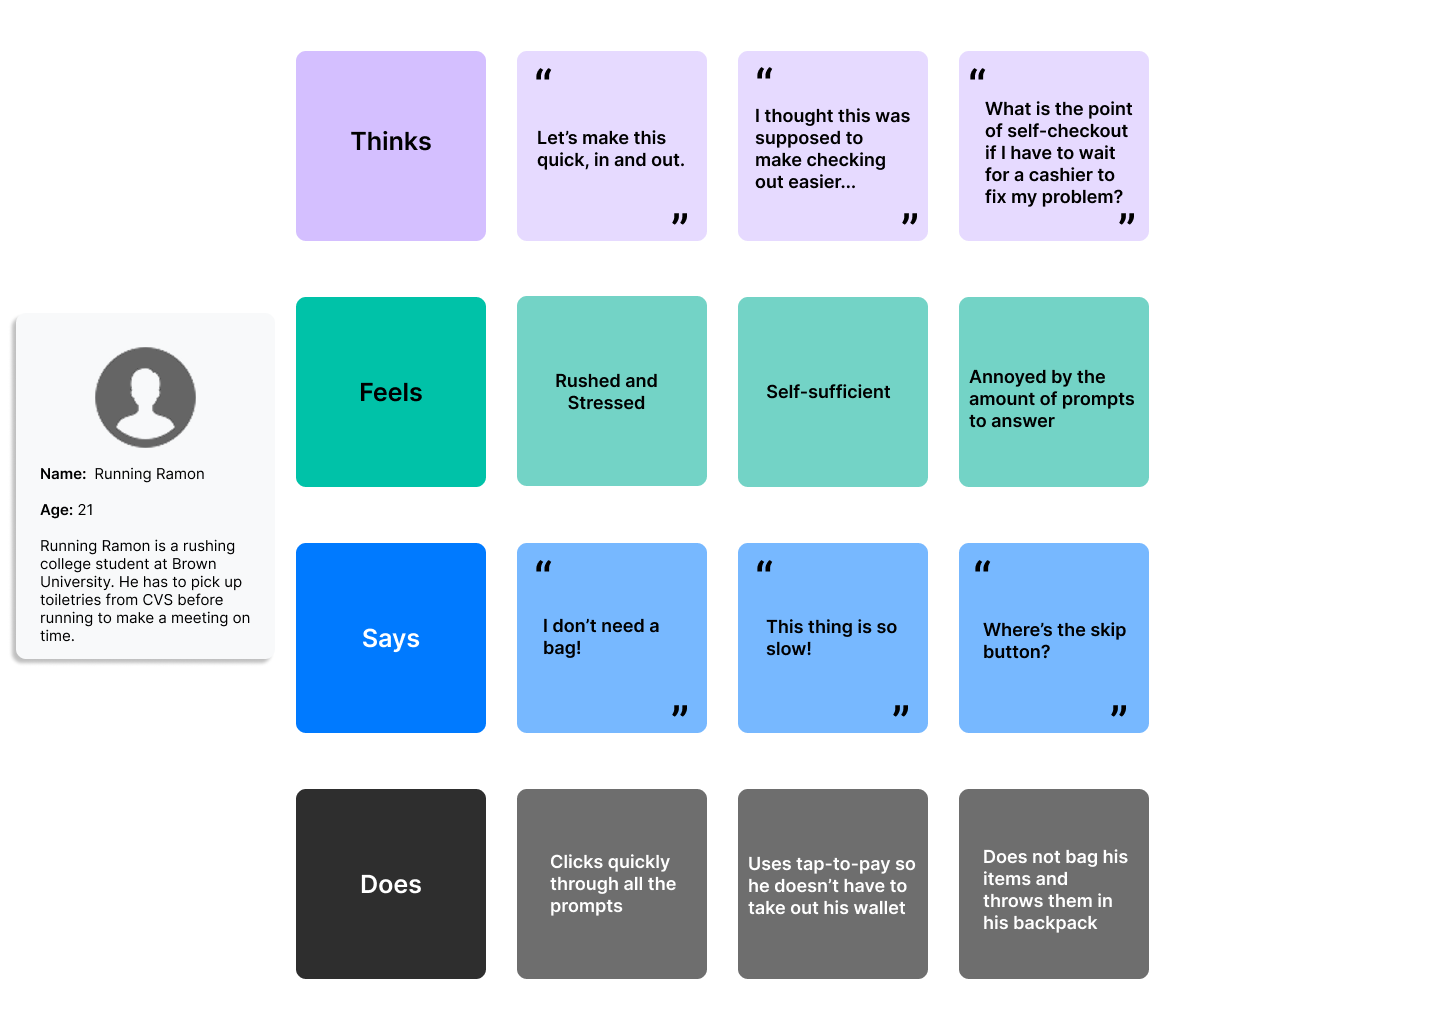 Thinks
“
Let’s make this
quick, in and out.
”
“
I thought this was
supposed to
make checking
out easier...
”
“
What is the point
of self-checkout
if I have to wait
for a cashier to
fix my problem?
”
Name: Running Ramon
Age: 21
Running Ramon is a rushing
college student at Brown
University. He has to pick up
toiletries from CVS before
running to make a meeting on
time.
Feels
Rushed and
Stressed
Self-sufficient
Annoyed by the
amount of prompts
to answer
Says
“
I don’t need a
bag!
”
“
This thing is so
slow!
”
“
Where’s the skip
button?
”
Does
Clicks quickly
through all the
prompts
Uses tap-to-pay so
he doesn’t have to
take out his wallet
Does not bag his
items and
throws them in
his backpack